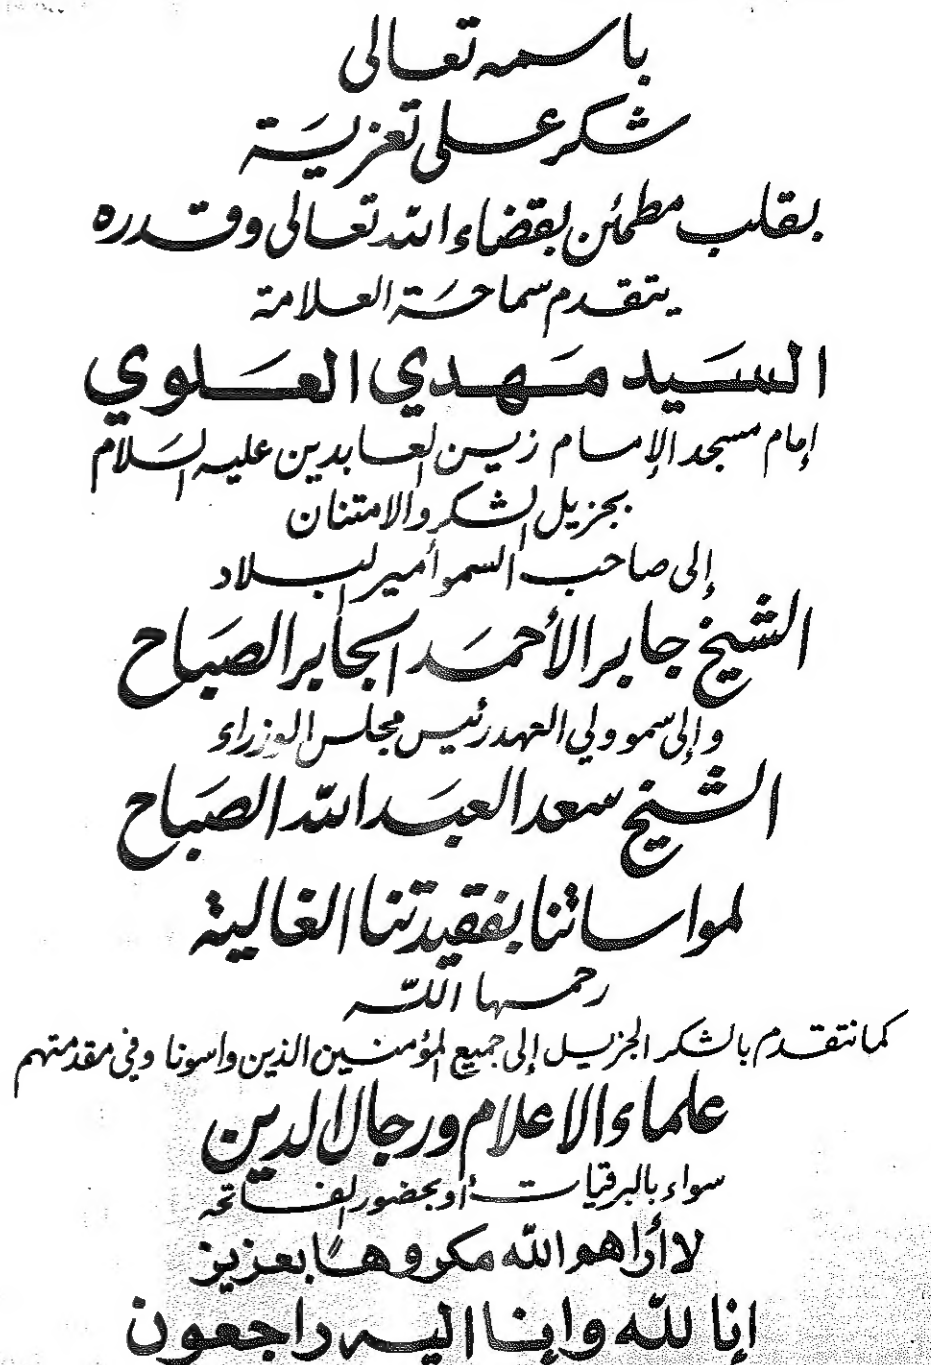 باسمه تعالى
شكر على تعزية
بقلب مطمئن بقضاء الله تعالى وقدره
يتقدم سماحة العلامة
السيد مهدي العلوي
إمام مسجد الإمام زين العابدين عليه السلام
بجزيل الشكر والامتنان
إلى صاحب السمو أمير البلاد
الشيخ جابر الأحمد الجابر الصباح
وإلى سمو ولي العهد رئيس مجلس الوزراء
الشيخ سعد العبد الله الصباح
لمواساتنا بفقيدتنا الغالية
رحمها الله
كما نتقدم بالشكر الجزيل إلى جميع المؤمنين الذين واسونا وفي مقدمتهم
علماء الاعلام ورجال الدين
سواء بالبرقيات أو بحضور الفاتحه
لا أراهم الله مكروها بعزيز
إنا لله وإنا اليه راجعون